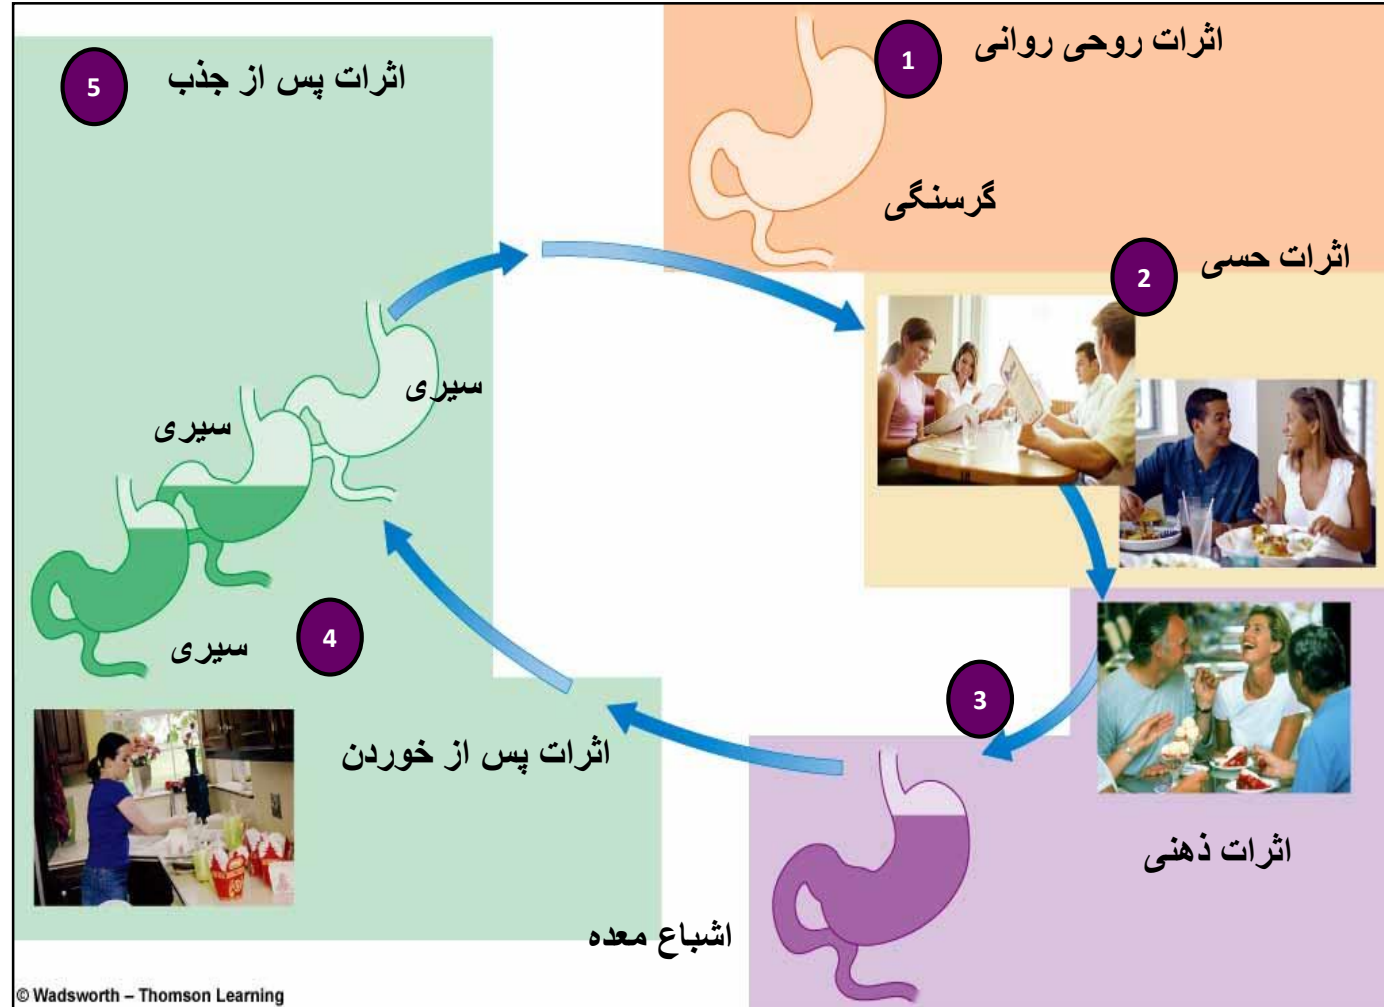 1
اثرات روحی روانی
گرسنگی
2
اثرات حسی
3
اثرات ذهنی
اشباع معده
4
اثرات پس از خوردن
سیری
سیری
سیری
5
اثرات پس از جذب
© Wadsworth – Thomson Learning